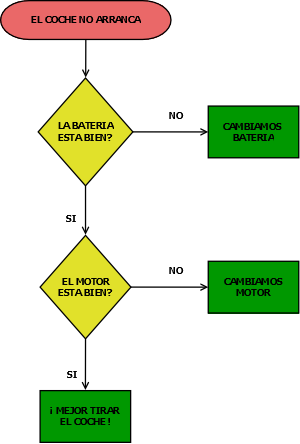 EL COCHE NO ARRANCA
LA BATERIA
ESTA BIEN?
NO
CAMBIAMOS
BATERIA
SI
EL MOTOR
ESTA BIEN?
NO
CAMBIAMOS
MOTOR
SI
¡ MEJOR TIRAR
EL COCHE !